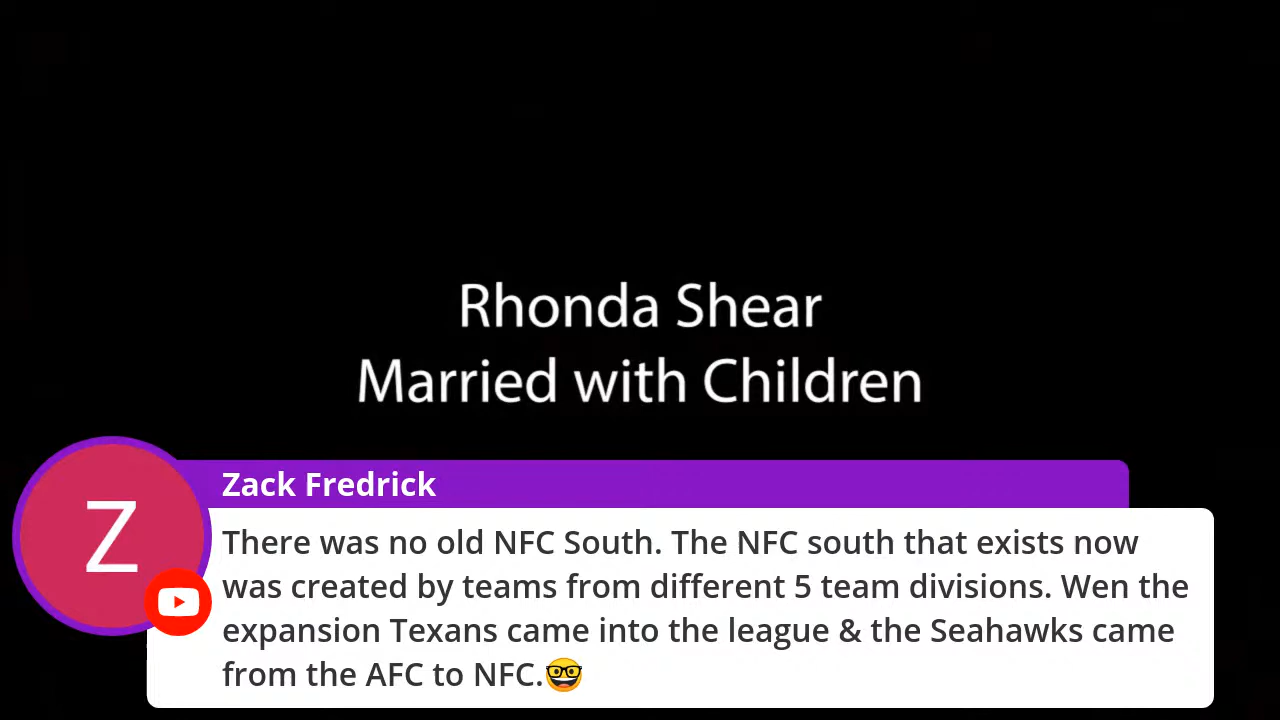 Rhonda Shear
Married with Children
Z
Zack Fredrick
There was no old NFC South. The NFC south that exists now
was created by teams from different 5 team divisions. Wen the
expansion Texans came into the league & the Seahawks came
from the AFC to NFC.🤓